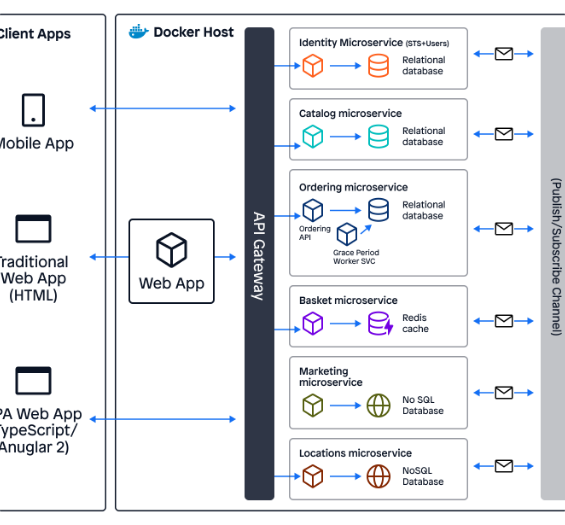 Client Apps
Mobile App
Traditional
Web App
(HTML)
PA Web App
TypeScript/
Anuglar 2)
Docker Host
Web App
API Gateway
Identity Microservice (STS+Users)
Relational
database
Catalog microservice
Relational
database
Ordering microservice
Relational
database
Ordering
API
Grace Period
Worker SVC
Basket microservice
Redis
cache
Marketing
microservice
No SQL
Database
Locations microservice
NoSQL
Database
(Publish/Subscribe Channel)